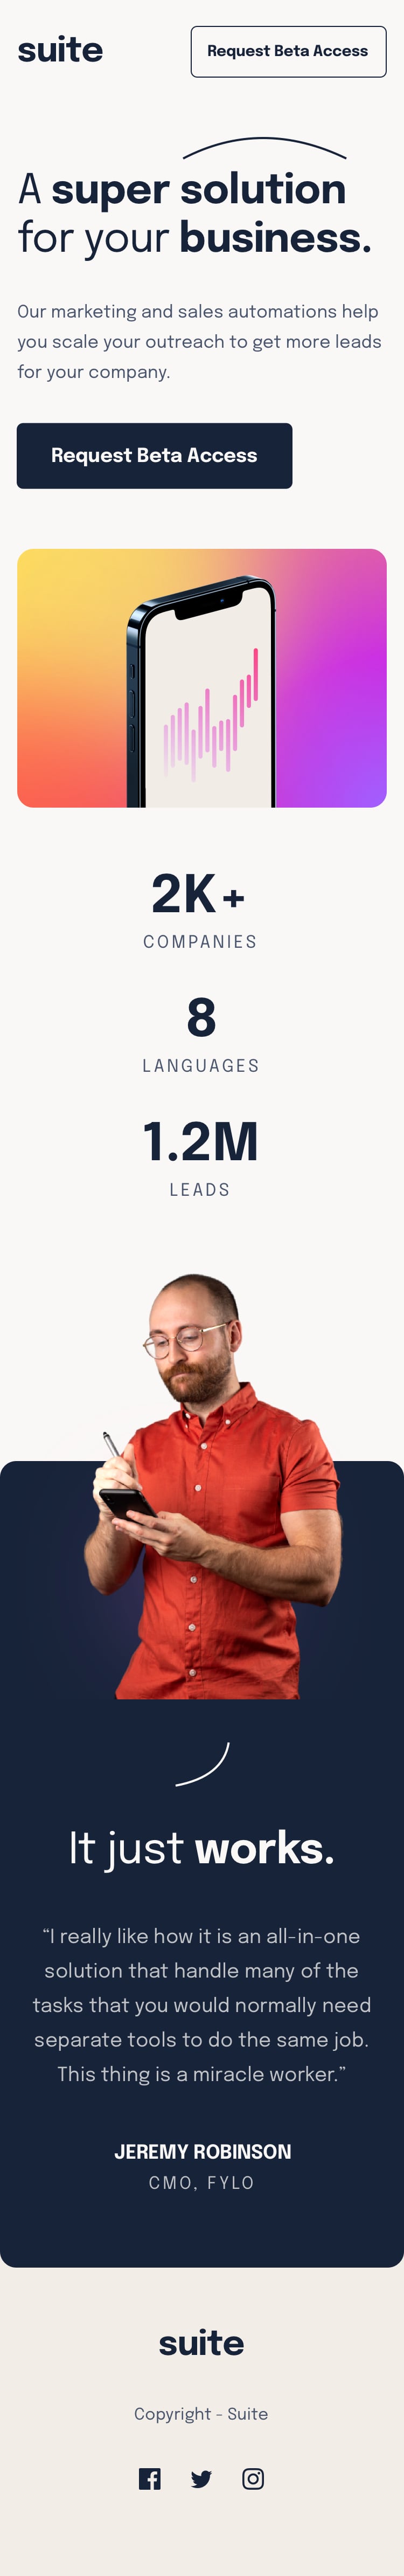 suite
Request Beta Access
A super solution
for your business.
Our marketing and sales automations help
you scale your outreach to get more leads
for your company.
Request Beta Access
2K+
COMPANIES
8
LANGUAGES
1.2M
LEADS
It just works.
“I really like how it is an all-in-one
solution that handle many of the
tasks that you would normally need
separate tools to do the same job.
This thing is a miracle worker.”
JEREMY ROBINSON
CMO, FYLO
suite
Copyright - Suite